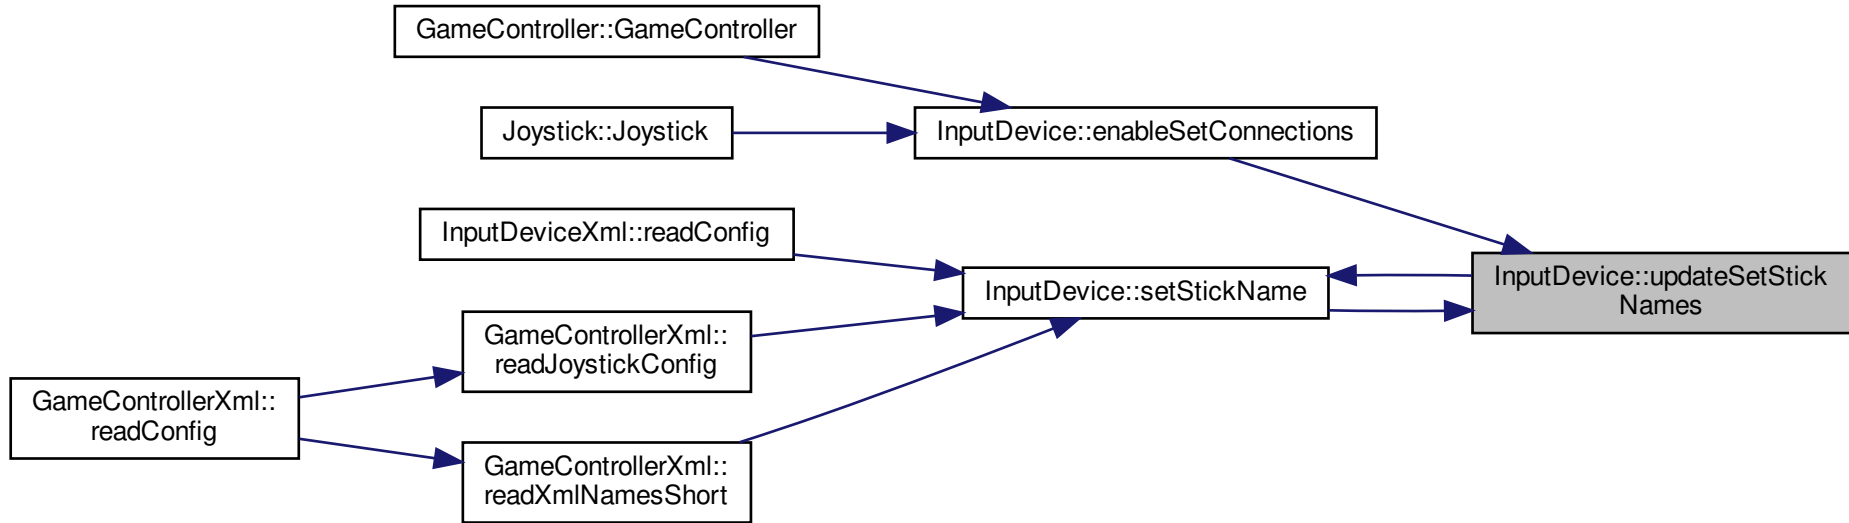 GameController::GameController
Joystick::Joystick
InputDevice::enableSetConnections
InputDeviceXml::readConfig
InputDevice::setStickName
InputDevice::updateSetStick
Names
GameControllerXml::
readJoystickConfig
GameControllerXml::
readConfig
GameControllerXml::
readXmlNamesShort